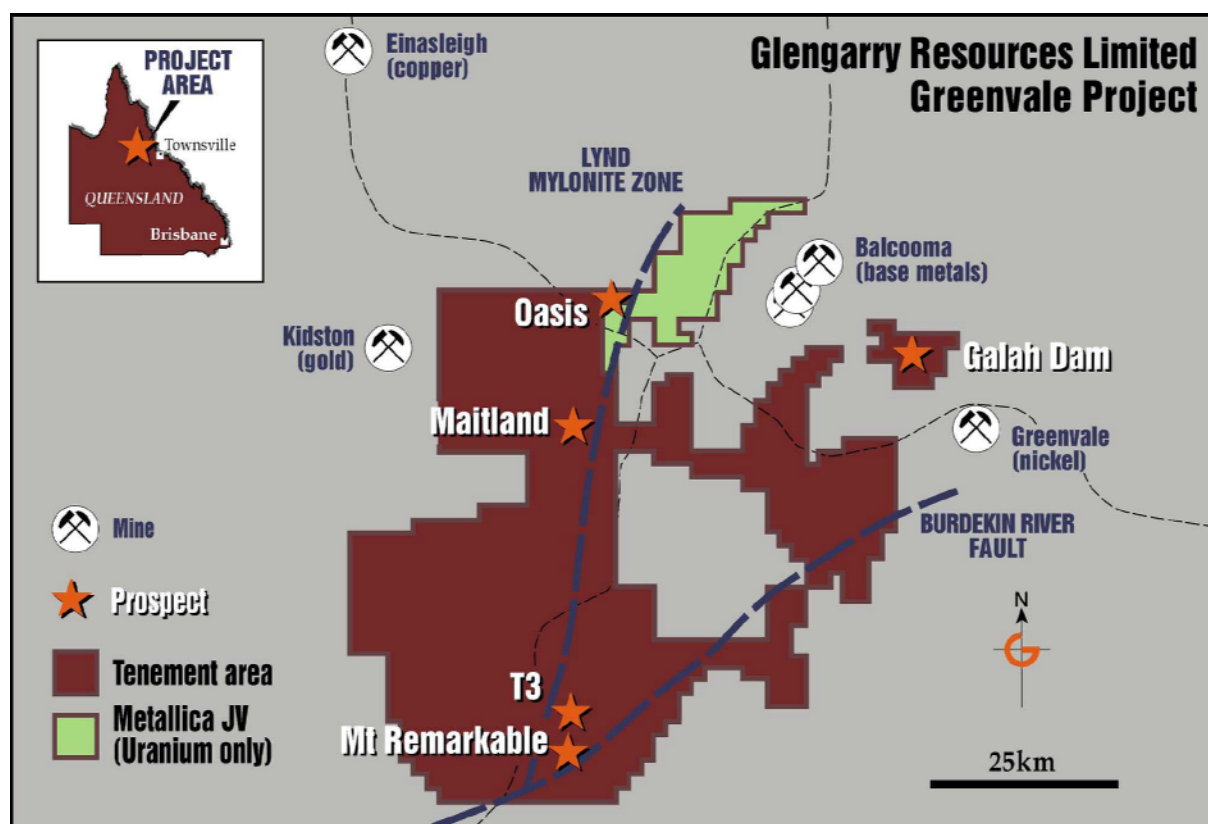 Glengarry Resources Limited
Greenvale Project
PROJECT
AREA
Townsville
QUEENSLAND
Brisbane
Einasleigh
(copper)
LYND
MYLONITE ZONE
Balcooma
(base metals)
Oasis
Kidston
(gold)
Galah Dam
Maitland
Greenvale
(nickel)
BURDEKIN RIVER
FAULT
Mine
Prospect
Tenement area
Metallica JV
(Uranium only)
T3
Mt Remarkable
N
G
25km